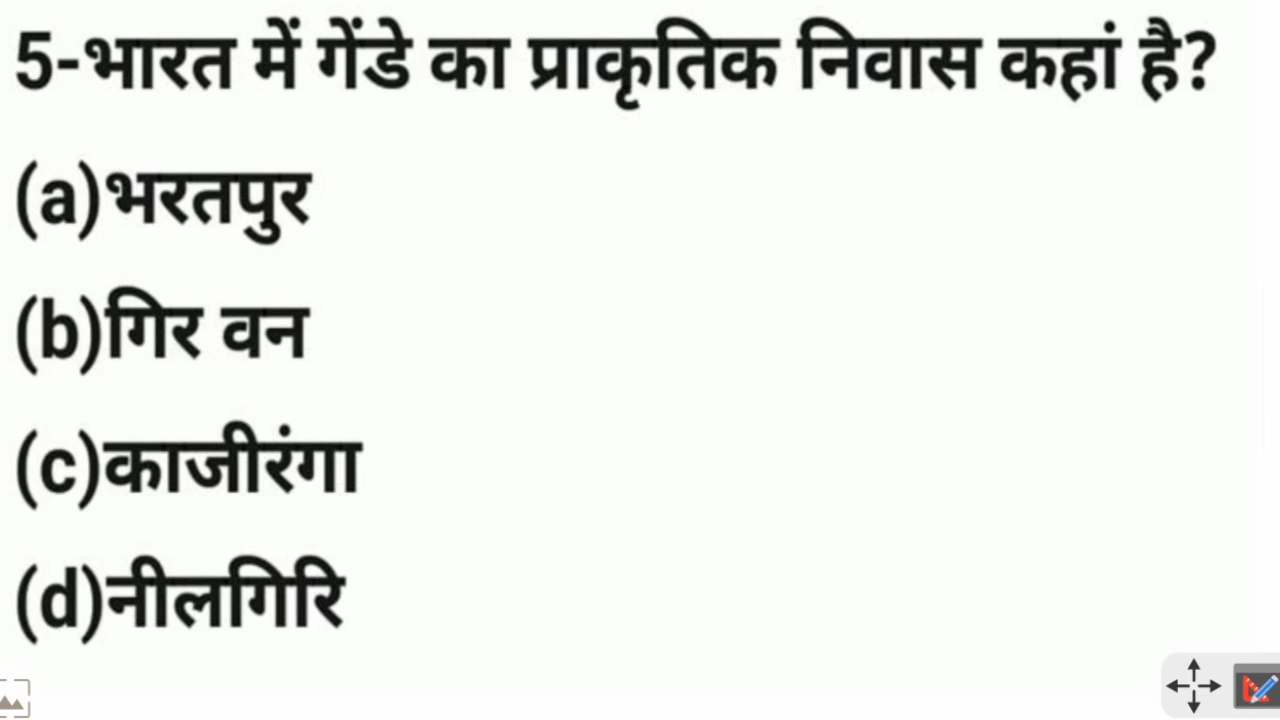 5-भारत में गेंडे का प्राकृतिक निवास कहां है?
(a)भरतपुर
(b)गिर वन
(c)काजीरंगा
(d)नीलगिरि